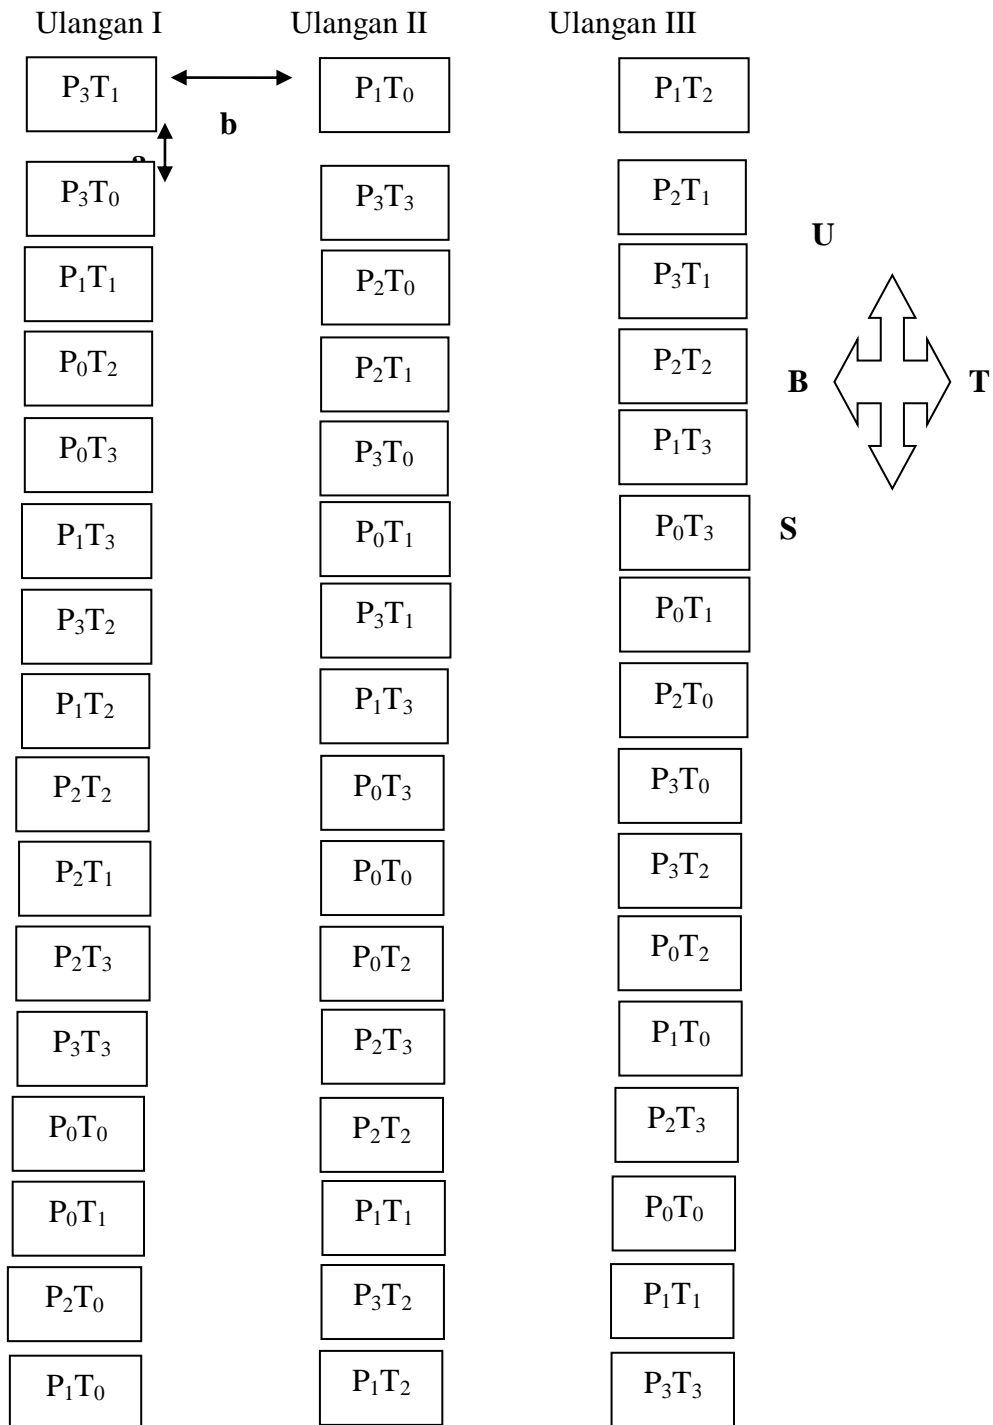 Ulangan I Ulangan II Ulangan III
P₃T₁ P₁T₀ P₁T₂
b
P₃T₀ P₃T₃ P₂T₁
U
P₁T₁ P₂T₀ P₃T₁
P₀T₂ P₂T₁ P₂T₂
B T
P₀T₃ P₃T₀ P₁T₃
P₁T₃ P₀T₁ P₀T₃ S
P₃T₂ P₃T₁ P₀T₁
P₁T₂ P₁T₃ P₂T₀
P₂T₂ P₀T₃ P₃T₀
P₂T₁ P₀T₀ P₃T₂
P₂T₃ P₀T₂ P₀T₂
P₃T₃ P₂T₃ P₁T₀
P₀T₀ P₂T₂ P₂T₃
P₀T₁ P₁T₁ P₀T₀
P₂T₀ P₃T₂ P₁T₁
P₁T₀ P₁T₂ P₃T₃